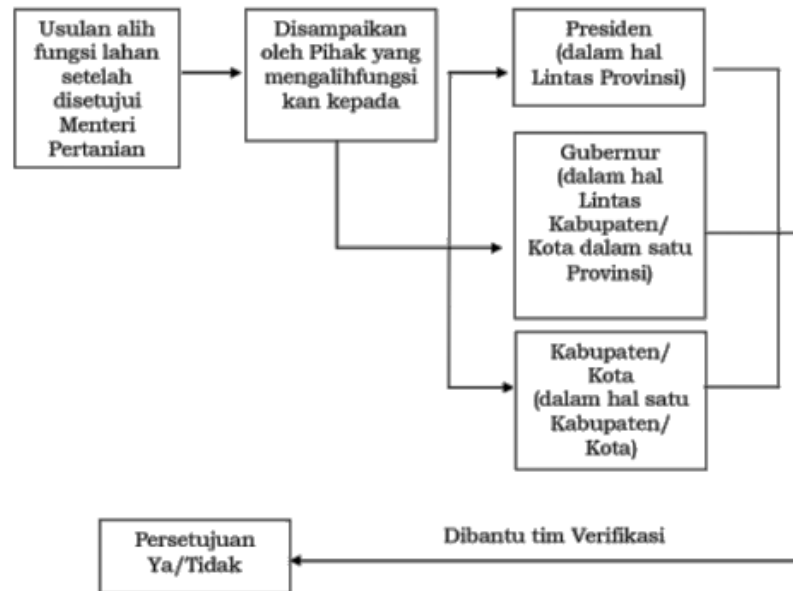 Usulan alih
fungsi lahan
setelah
disetujui
Menteri
Pertanian
Disampaikan
oleh Pihak yang
mengalihfungsi
kan kepada
Presiden
(dalam hal
Lintas Provinsi)
Gubernur
(dalam hal
Lintas
Kabupaten/
Kota dalam satu
Provinsi)
Kabupaten/
Kota
(dalam hal satu
Kabupaten/
Kota)
Dibantu tim Verifikasi
Persetujuan
Ya/Tidak